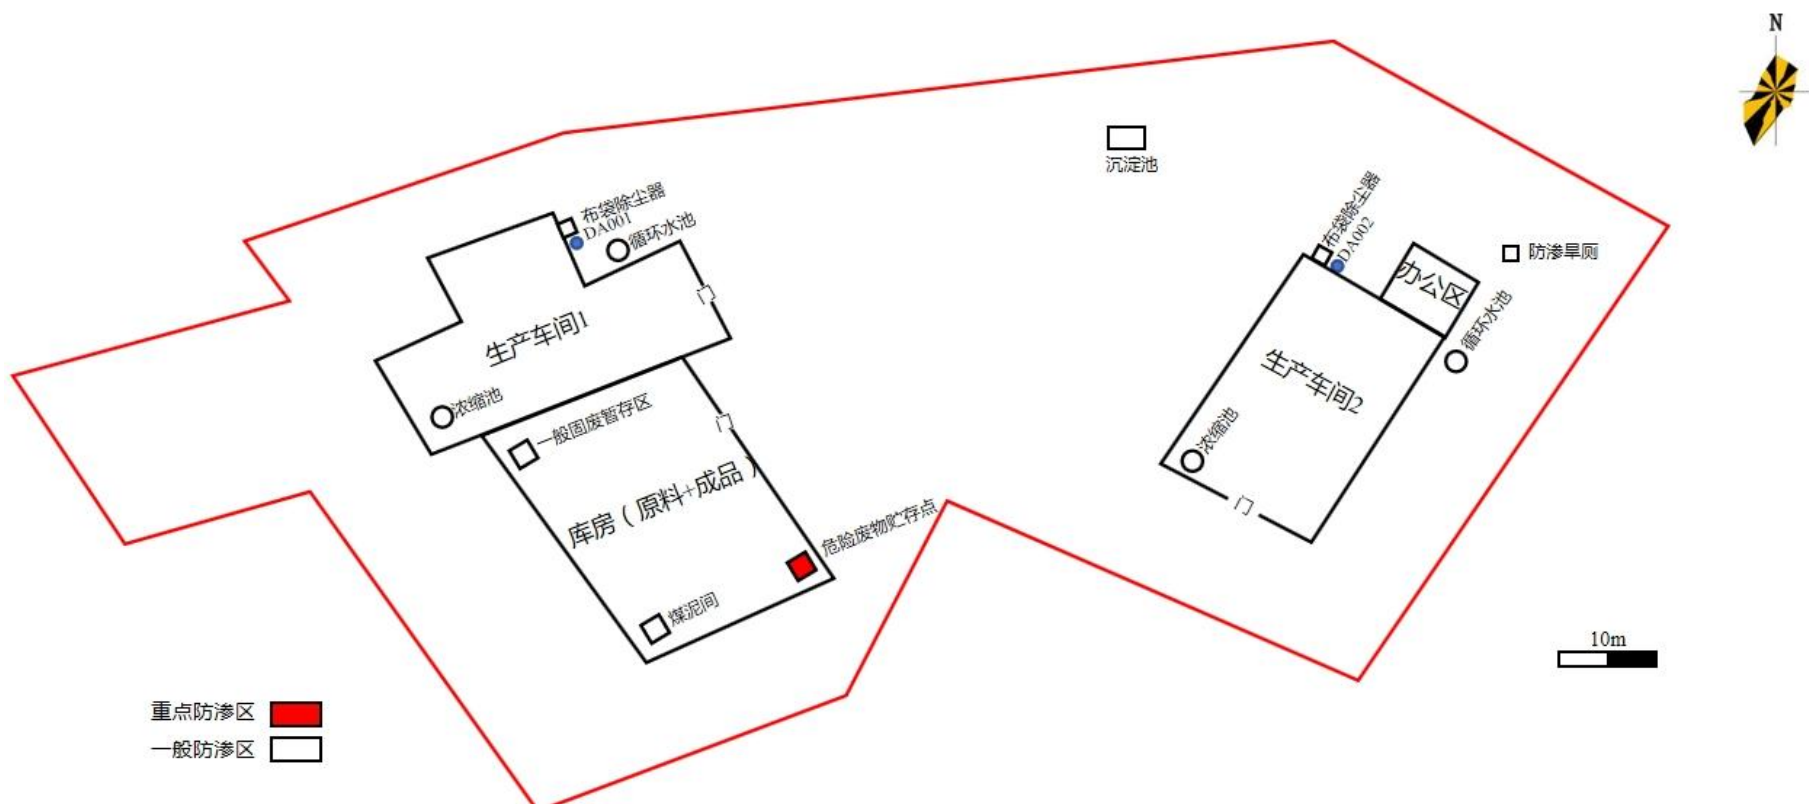 N
沉淀池
布袋除尘器
DA001
循环水池
布袋除尘器
DA002
办公区
防渗旱厕
门
生产车间1
循环水池
生产车间2
浓缩池
一般固废暂存区
门
浓缩池
库房（原料+成品）
门
危险废物贮存点
煤泥间
10m
重点防渗区
一般防渗区